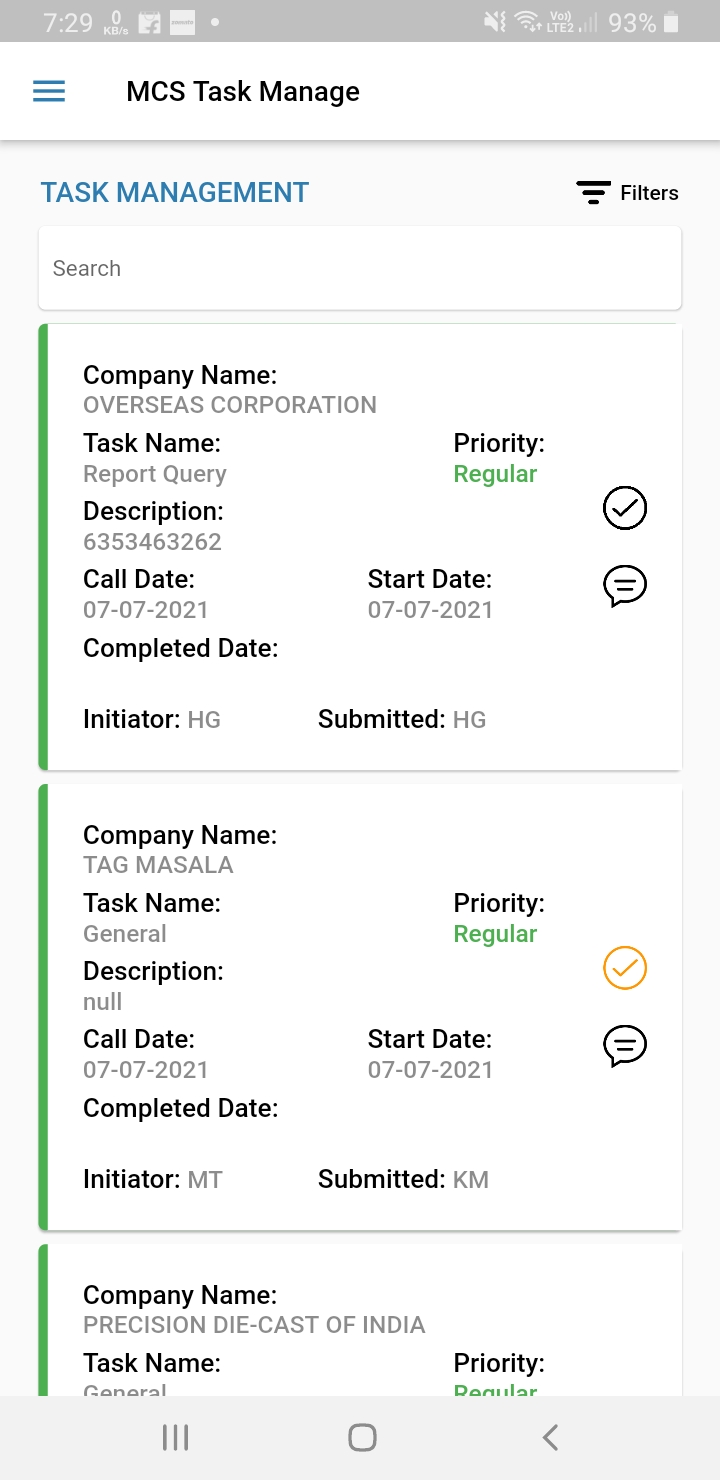 7:29 0 KB/s zomato Vo) LTE2 93%
MCS Task Manage
TASK MANAGEMENT Filters
Search
Company Name:
OVERSEAS CORPORATION
Task Name: Priority:
Report Query Regular
Description:
6353463262
Call Date: Start Date:
07-07-2021 07-07-2021
Completed Date:
Initiator: HG Submitted: HG
Company Name:
TAG MASALA
Task Name: Priority:
General Regular
Description:
null
Call Date: Start Date:
07-07-2021 07-07-2021
Completed Date:
Initiator: MT Submitted: KM
Company Name:
PRECISION DIE-CAST OF INDIA
Task Name: Priority:
General Regular